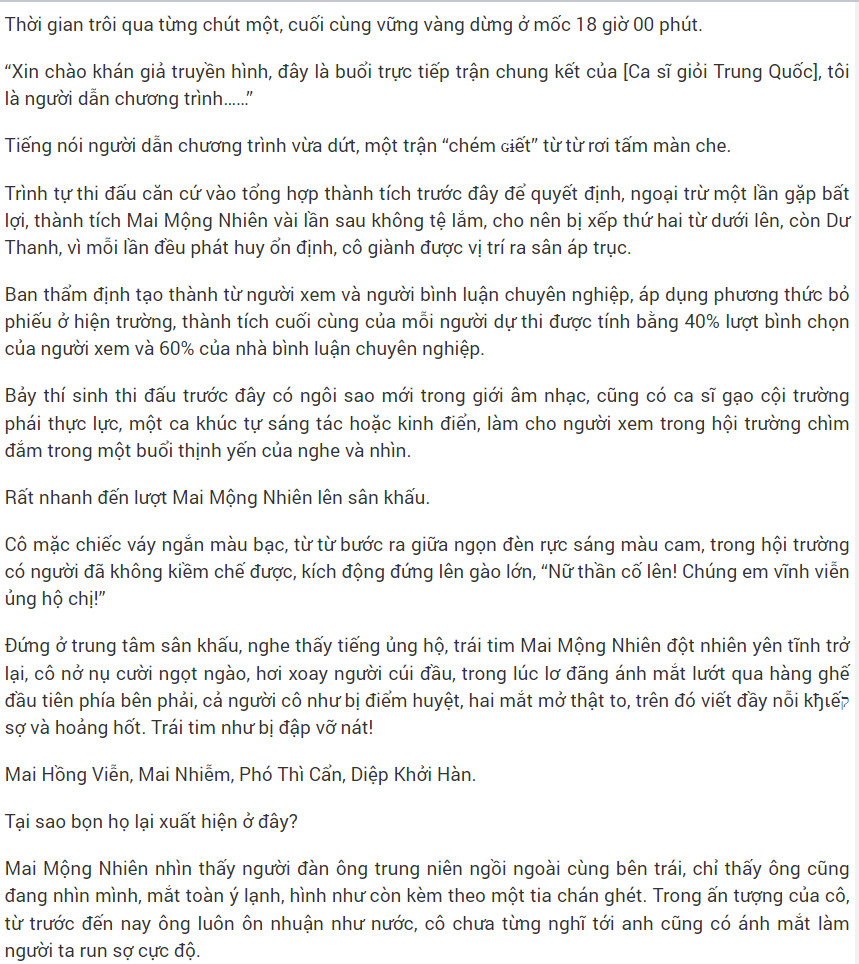 Thời gian trôi qua từng chút một, cuối cùng vững vàng dừng ở mốc 18 giờ 00 phút.
“Xin chào khán giả truyền hình, đây là buổi trực tiếp trận chung kết của [Ca sĩ giỏi Trung Quốc], tôi
là người dẫn chương trình......”
Tiếng nói người dẫn chương trình vừa dứt, một trận “chém ɢɨếŧ” từ từ rơi tấm màn che.
Trình tự thi đấu căn cứ vào tổng hợp thành tích trước đây để quyết định, ngoại trừ một lần gặp bất
lợi, thành tích Mai Mộng Nhiên vài lần sau không tệ lắm, cho nên bị xếp thứ hai từ dưới lên, còn Dư
Thanh, vì mỗi lần đều phát huy ổn định, cô giành được vị trí ra sân áp trục.
Ban thẩm định tạo thành từ người xem và người bình luận chuyên nghiệp, áp dụng phương thức bỏ
phiếu ở hiện trường, thành tích cuối cùng của mỗi người dự thi được tính bằng 40% lượt bình chọn
của người xem và 60% của nhà bình luận chuyên nghiệp.
Bảy thí sinh thi đấu trước đây có ngôi sao mới trong giới âm nhạc, cũng có ca sĩ gạo cội trường
phái thực lực, một ca khúc tự sáng tác hoặc kinh điển, làm cho người xem trong hội trường chìm
đắm trong một buổi thịnh yến của nghe và nhìn.
Rất nhanh đến lượt Mai Mộng Nhiên lên sân khấu.
Cô mặc chiếc váy ngắn màu bạc, từ từ bước ra giữa ngọn đèn rực sáng màu cam, trong hội trường
có người đã không kiềm chế được, kích động đứng lên gào lớn, “Nữ thần cố lên! Chúng em vĩnh viễn
ủng hộ chị!”
Đứng ở trung tâm sân khấu, nghe thấy tiếng ủng hộ, trái tim Mai Mộng Nhiên đột nhiên yên tĩnh trở
lại, cô nở nụ cười ngọt ngào, hơi xoay người cúi đầu, trong lúc lơ đãng ánh mắt lướt qua hàng ghế
đầu tiên phía bên phải, cả người cô như bị điểm huyệt, hai mắt mở thật to, trên đó viết đầy nỗi kђเếק
sợ và hoảng hốt. Trái tim như bị đập vỡ nát!
Mai Hồng Viễn, Mai Nhiễm, Phó Thì Cẩn, Diệp Khởi Hàn.
Tại sao bọn họ lại xuất hiện ở đây?
Mai Mộng Nhiên nhìn thấy người đàn ông trung niên ngồi ngoài cùng bên trái, chỉ thấy ông cũng
đang nhìn mình, mắt toàn ý lạnh, hình như còn kèm theo một tia chán ghét. Trong ấn tượng của cô,
từ trước đến nay ông luôn ôn nhuận như nước, cô chưa từng nghĩ tới anh cũng có ánh mắt làm
người ta run sợ cực độ.